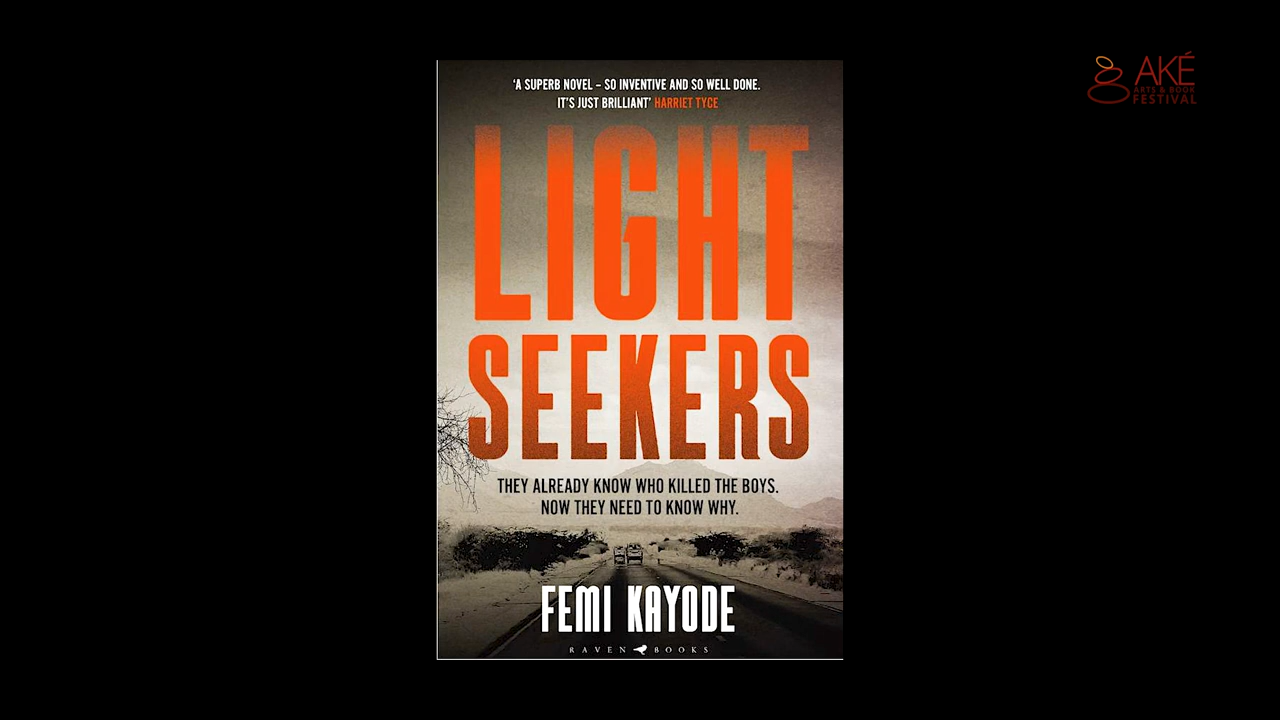 ‘A SUPERB NOVEL – SO INVENTIVE AND SO WELL DONE.
IT’S JUST BRILLIANT’ HARRIET TYCE
LIGHT
SEEKERS
THEY ALREADY KNOW WHO KILLED THE BOYS.
NOW THEY NEED TO KNOW WHY.
FEMI KAYODE
RAVEN BOOKS
AKÉ
ARTS & BOOK
FESTIVAL